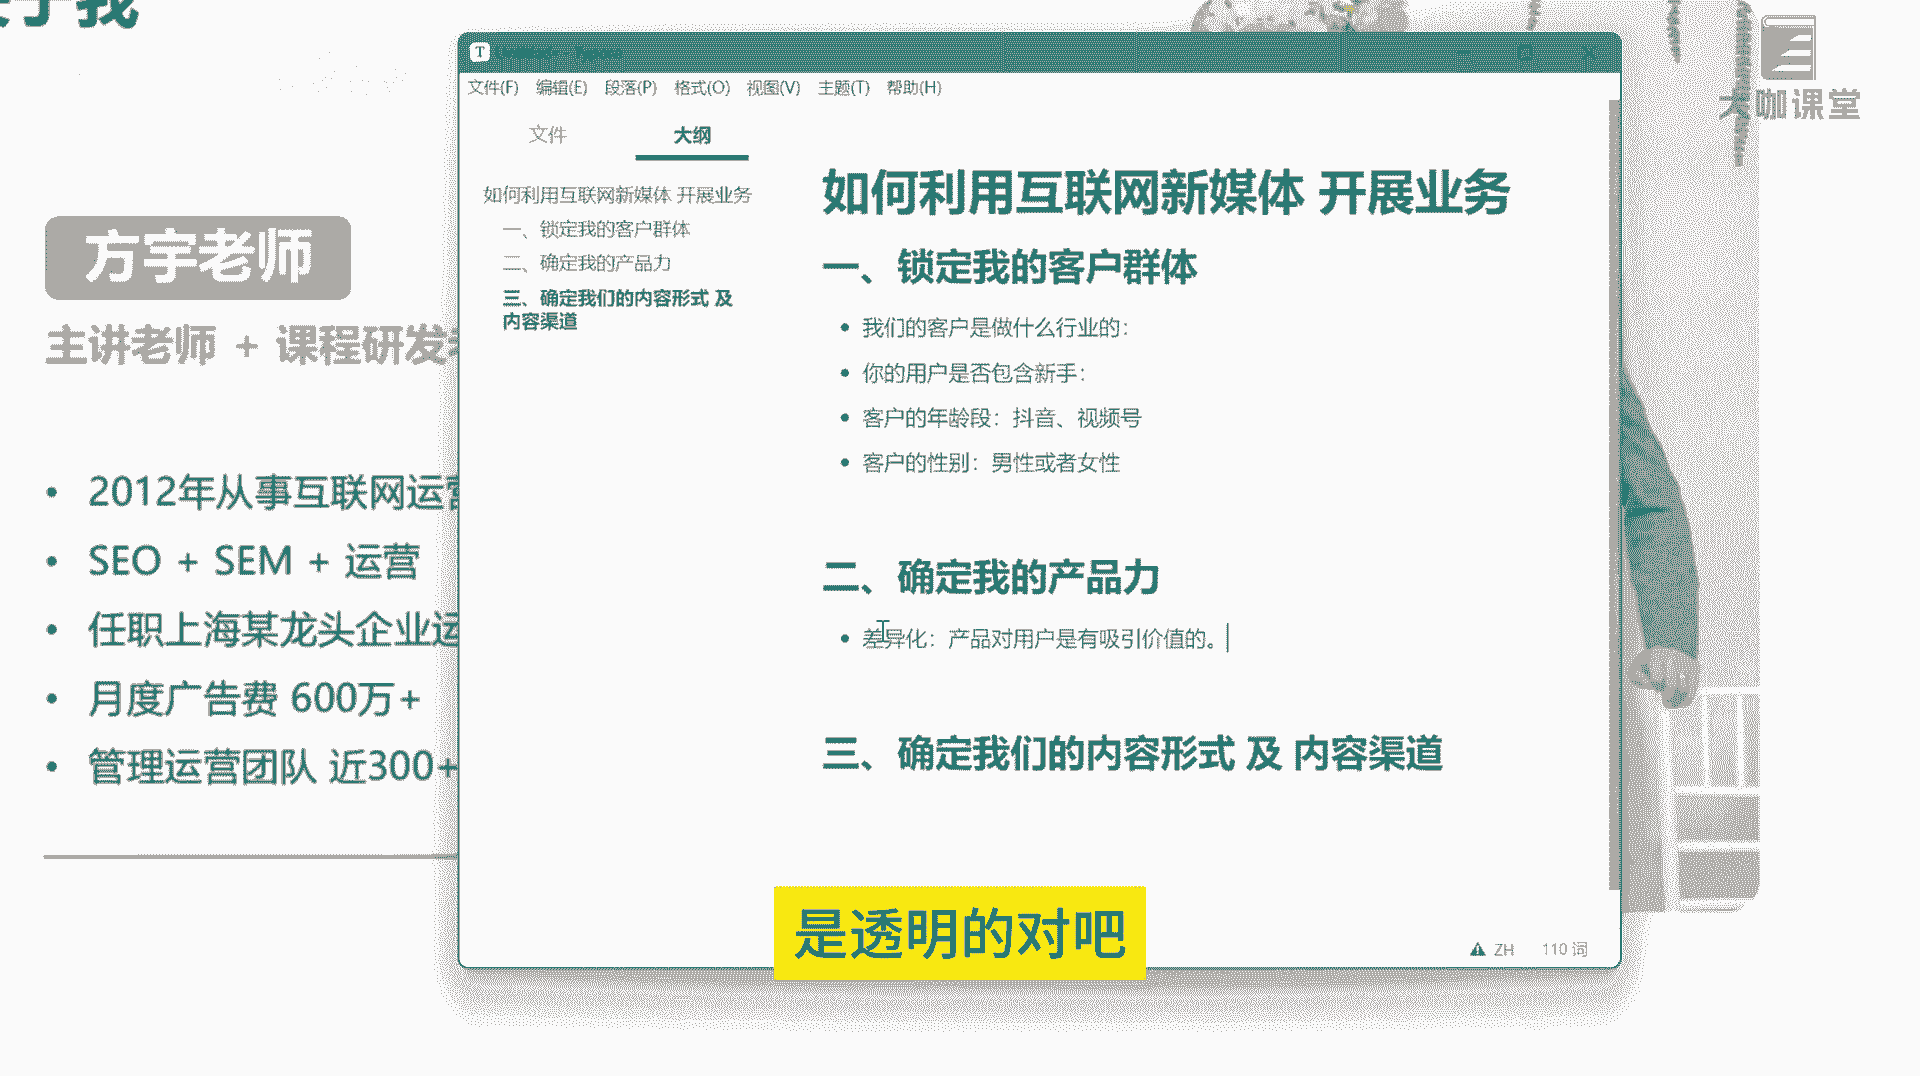 于我
方宇老师
主讲老师 + 课程研发
2012年从事互联网运营
SEO + SEM + 运营
任职上海某龙头企业运
月度广告费 600万+
管理运营团队 近300+
T
文件(F) 编辑(E) 段落(P) 格式(O) 视图(V) 主题(T) 帮助(H)
文件 大纲
如何利用互联网新媒体 开展业务
一、锁定我的客户群体
二、确定我的产品力
三、确定我们的内容形式 及
内容渠道
如何利用互联网新媒体 开展业务
一、锁定我的客户群体
我们的客户是做什么行业的：
你的用户是否包含新手：
客户的年龄段：抖音、视频号
客户的性别：男性或者女性
二、确定我的产品力
差异化：产品对用户是有吸引价值的。
三、确定我们的内容形式 及 内容渠道
ZH 110 词
是透明的对吧
大咖课堂